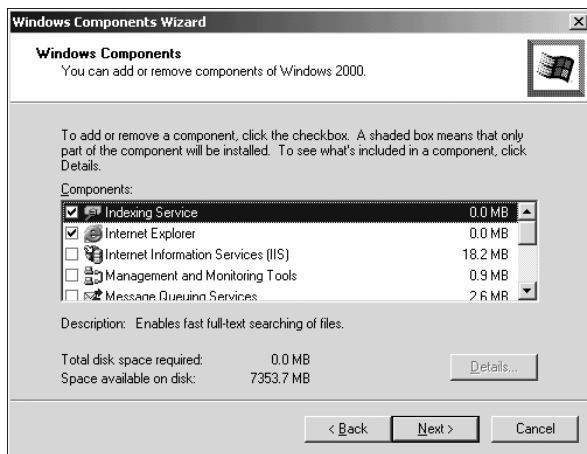 Windows Components Wizard
Windows Components
You can add or remove components of Windows 2000.
To add or remove a component, click the checkbox. A shaded box means that only
part of the component will be installed. To see what's included in a component, click
Details.
Components:
Indexing Service 0.0 MB
Internet Explorer 0.0 MB
Internet Information Services (IIS) 18.2 MB
Management and Monitoring Tools 0.9 MB
Message Queuing Services 2.6 MB
Description: Enables fast full-text searching of files.
Total disk space required: 0.0 MB
Space available on disk: 7353.7 MB
Details...
< Back Next > Cancel